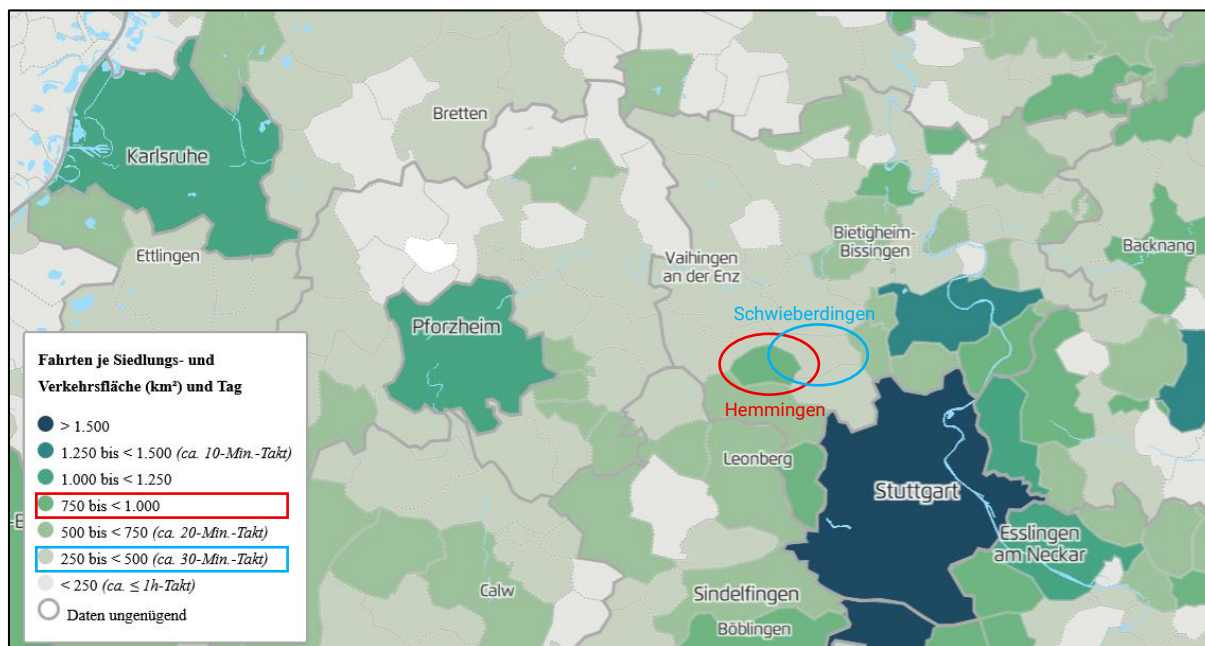 Karlsruhe
Bretten
Ettlingen
Pforzheim
Vaihingen
an der Enz
Bietigheim-
Bissingen
Backnang
Schwieberdingen
Hemmingen
Leonberg
Stuttgart
Esslingen
am Neckar
Calw
Sindelfingen
Böblingen
Fahrten je Siedlungs- und
Verkehrsfläche (km²) und Tag
> 1.500
1.250 bis < 1.500 (ca. 10-Min.-Takt)
1.000 bis < 1.250
750 bis < 1.000
500 bis < 750 (ca. 20-Min.-Takt)
250 bis < 500 (ca. 30-Min.-Takt)
< 250 (ca. ≤ 1h-Takt)
Daten ungenügend